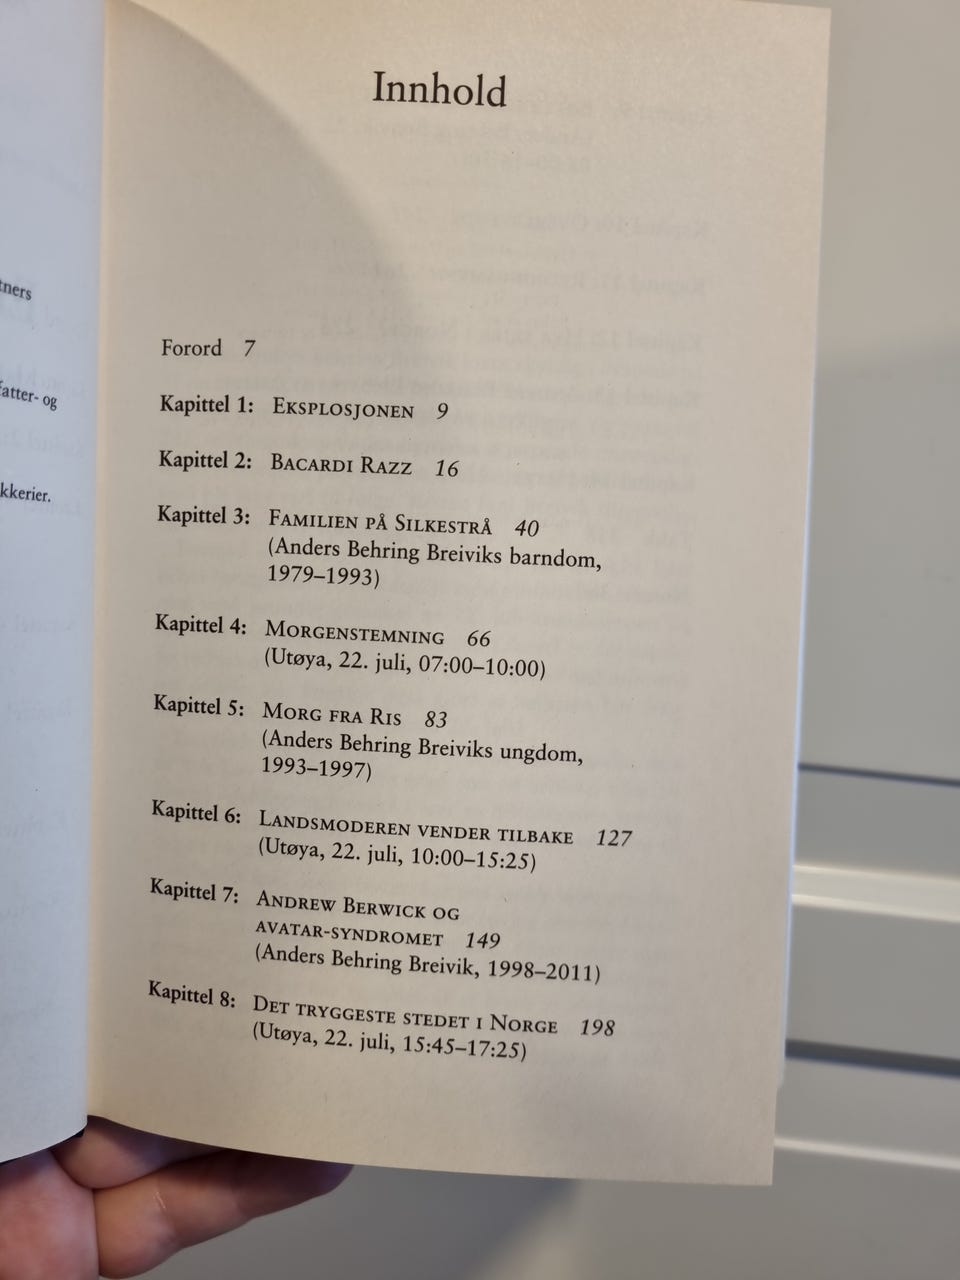 tners
fatter- og
kkerier.
Innhold
Forord 7
Kapittel 1: EKSPLOSJONEN 9
Kapittel 2: BACARDI RAZZ 16
Kapittel 3: FAMILIEN PÅ SILKESTRÅ 40
(Anders Behring Breiviks barndom,
1979–1993)
Kapittel 4: MORGENSTEMNING 66
(Utøya, 22. juli, 07:00–10:00)
Kapittel 5: MORG FRA RIS 83
(Anders Behring Breiviks ungdom,
1993–1997)
Kapittel 6: LANDSMODEREN VENDER TILBAKE 127
(Utøya, 22. juli, 10:00–15:25)
Kapittel 7: ANDREW BERWICK OG
AVATAR-SYNDROMET 149
(Anders Behring Breivik, 1998–2011)
Kapittel 8: DET TRYGGESTE STEDET I NORGE 198
(Utøya, 22. juli, 15:45–17:25)